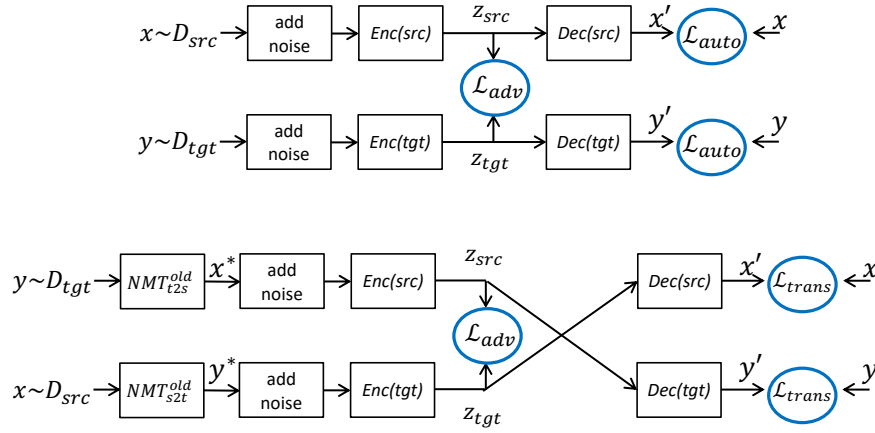 x~D_src add noise Enc(src) z_src Dec(src) x′ ℒ_auto x
ℒ_adv
y~D_tgt add noise Enc(tgt) z_tgt Dec(tgt) y′ ℒ_auto y
y~D_tgt NMT_t2s^old x* add noise Enc(src) z_src Dec(src) x′ ℒ_trans x
ℒ_adv
x~D_src NMT_s2t^old y* add noise Enc(tgt) z_tgt Dec(tgt) y′ ℒ_trans y